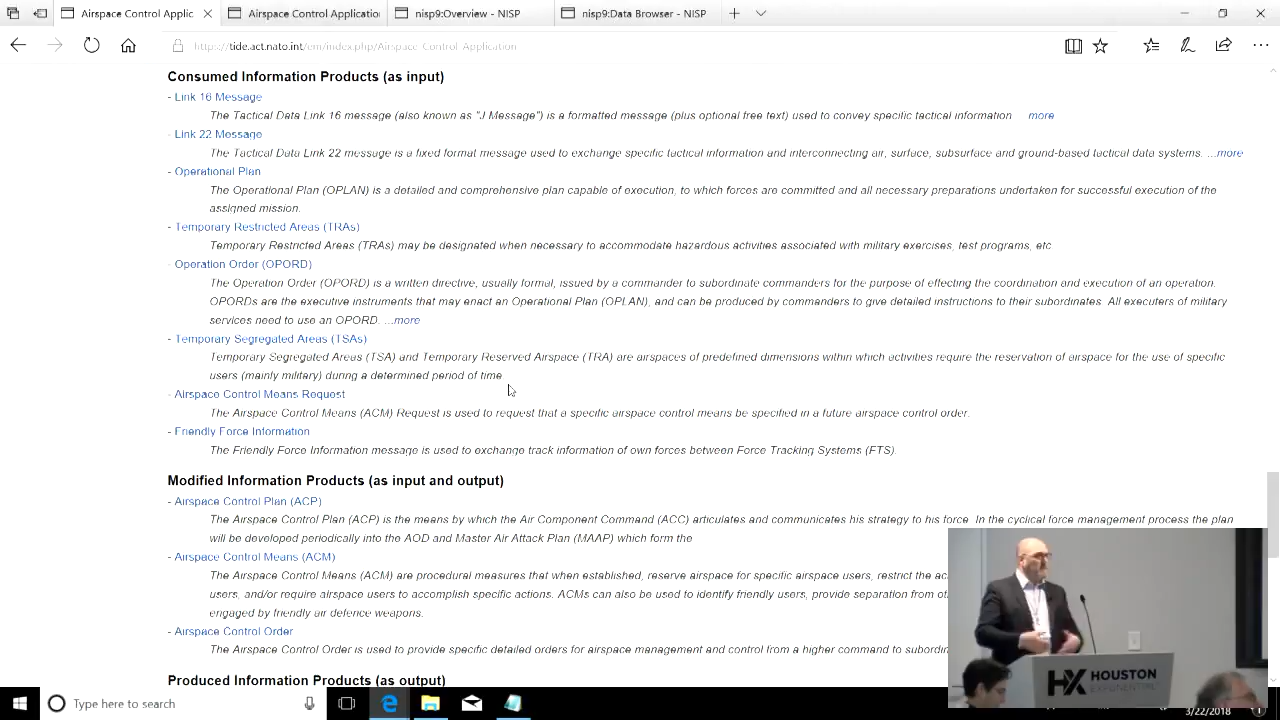 Airspace Control Applic
Airspace Control Application
nisp9:Overview - NISP
nisp9:Data Browser - NISP
https://tide.act.nato.int/em/index.php/Airspace_Control_Application
Consumed Information Products (as input)
- Link 16 Message
The Tactical Data Link 16 message (also known as "J Message") is a formatted message (plus optional free text) used to convey specific tactical information ... more
- Link 22 Message
The Tactical Data Link 22 message is a fixed format message used to exchange specific tactical information and interconnecting air, surface, subsurface and ground-based tactical data systems. ...more
- Operational Plan
The Operational Plan (OPLAN) is a detailed and comprehensive plan capable of execution, to which forces are committed and all necessary preparations undertaken for successful execution of the
assigned mission.
- Temporary Restricted Areas (TRAs)
Temporary Restricted Areas (TRAs) may be designated when necessary to accommodate hazardous activities associated with military exercises, test programs, etc
- Operation Order (OPORD)
The Operation Order (OPORD) is a written directive, usually formal, issued by a commander to subordinate commanders for the purpose of effecting the coordination and execution of an operation.
OPORDs are the executive instruments that may enact an Operational Plan (OPLAN), and can be produced by commanders to give detailed instructions to their subordinates. All executers of military
services need to use an OPORD. ...more
- Temporary Segregated Areas (TSAs)
Temporary Segregated Areas (TSA) and Temporary Reserved Airspace (TRA) are airspaces of predefined dimensions within which activities require the reservation of airspace for the use of specific
users (mainly military) during a determined period of time
- Airspace Control Means Request
The Airspace Control Means (ACM) Request is used to request that a specific airspace control means be specified in a future airspace control order.
- Friendly Force Information
The Friendly Force Information message is used to exchange track information of own forces between Force Tracking Systems (FTS).
Modified Information Products (as input and output)
- Airspace Control Plan (ACP)
The Airspace Control Plan (ACP) is the means by which the Air Component Command (ACC) articulates and communicates his strategy to his force. In the cyclical force management process the plan
will be developed periodically into the AOD and Master Air Attack Plan (MAAP) which form the
- Airspace Control Means (ACM)
The Airspace Control Means (ACM) are procedural measures that when established, reserve airspace for specific airspace users, restrict the ac
users, and/or require airspace users to accomplish specific actions. ACMs can also be used to identify friendly users, provide separation from ot
engaged by friendly air defence weapons.
- Airspace Control Order
The Airspace Control Order is used to provide specific detailed orders for airspace management and control from a higher command to subordin
Produced Information Products (as output)
HX HOUSTON
EXPONENTIAL
Type here to search
3/22/2018